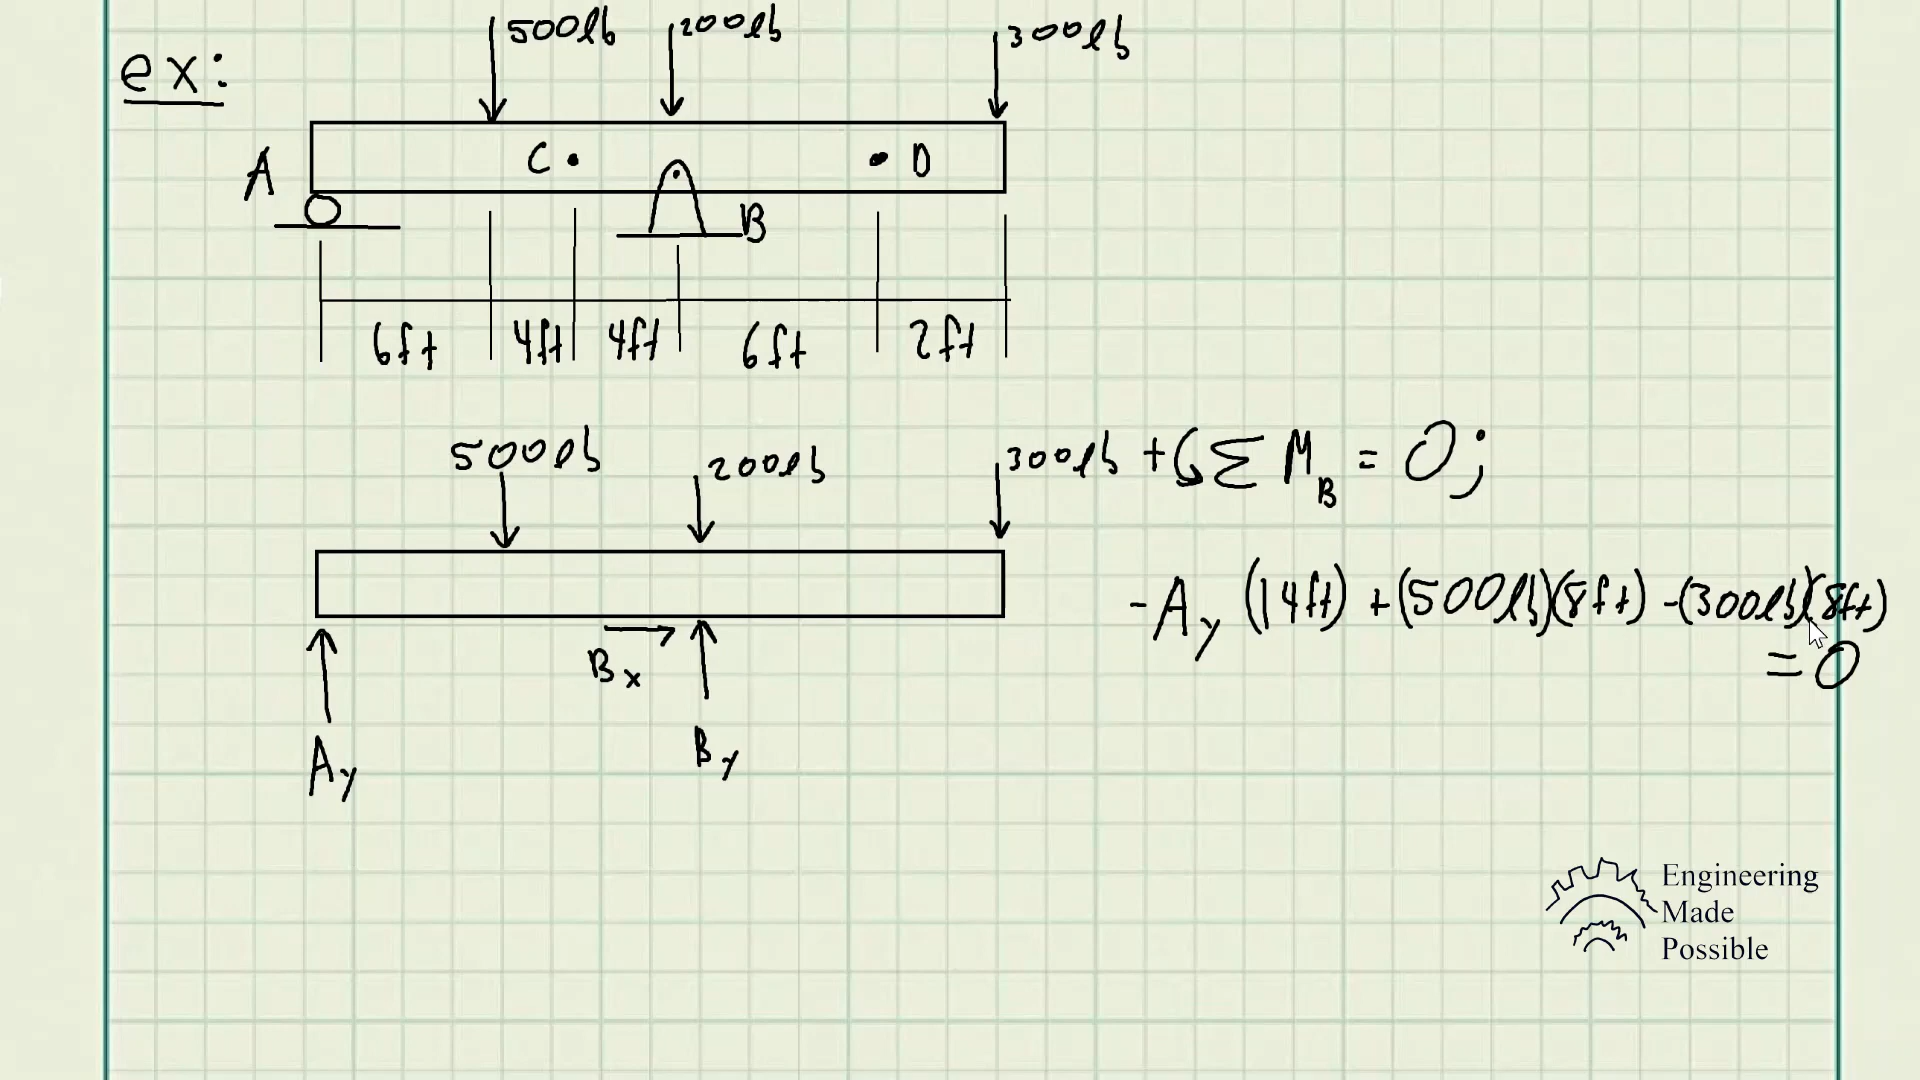 ex:
500lb 200lb 300lb
A C D
B
6ft 4ft 4ft 6ft 2ft
500lb 200lb 300lb + ↺ Σ M_B = 0;
- A_y (14ft) + (500lb)(8ft) - (300lb)(8ft)
= 0
B_x
A_y B_y
Engineering
Made
Possible